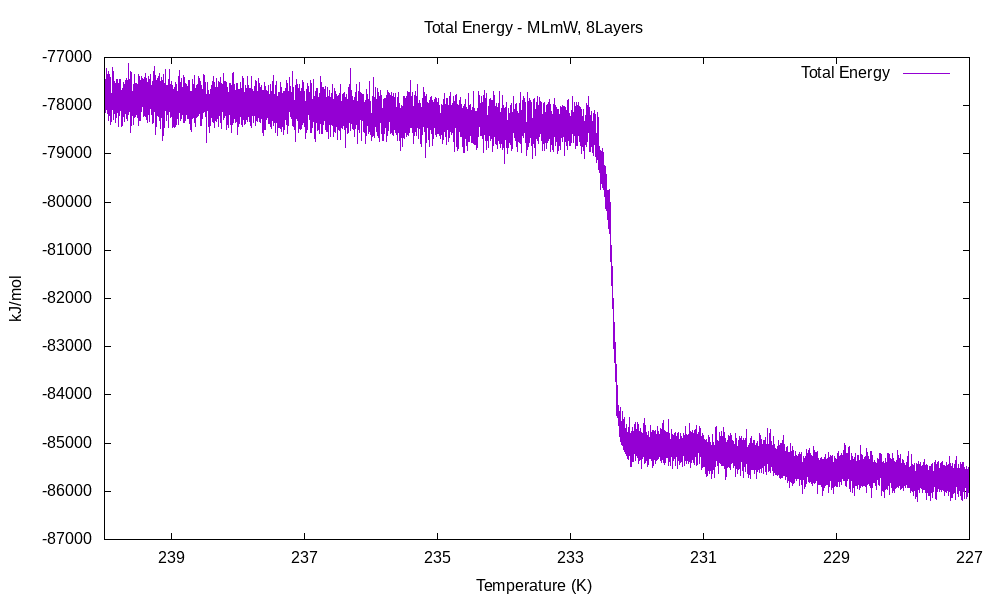 Total Energy - MLmW, 8Layers
Total Energy
-77000
-78000
-79000
-80000
-81000
-82000
-83000
-84000
-85000
-86000
-87000
kJ/mol
239 237 235 233 231 229 227
Temperature (K)